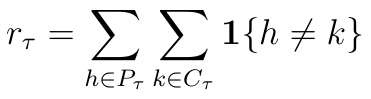 r_τ = ∑_{h∈P_τ} ∑_{k∈C_τ} 𝟏{h ≠ k}